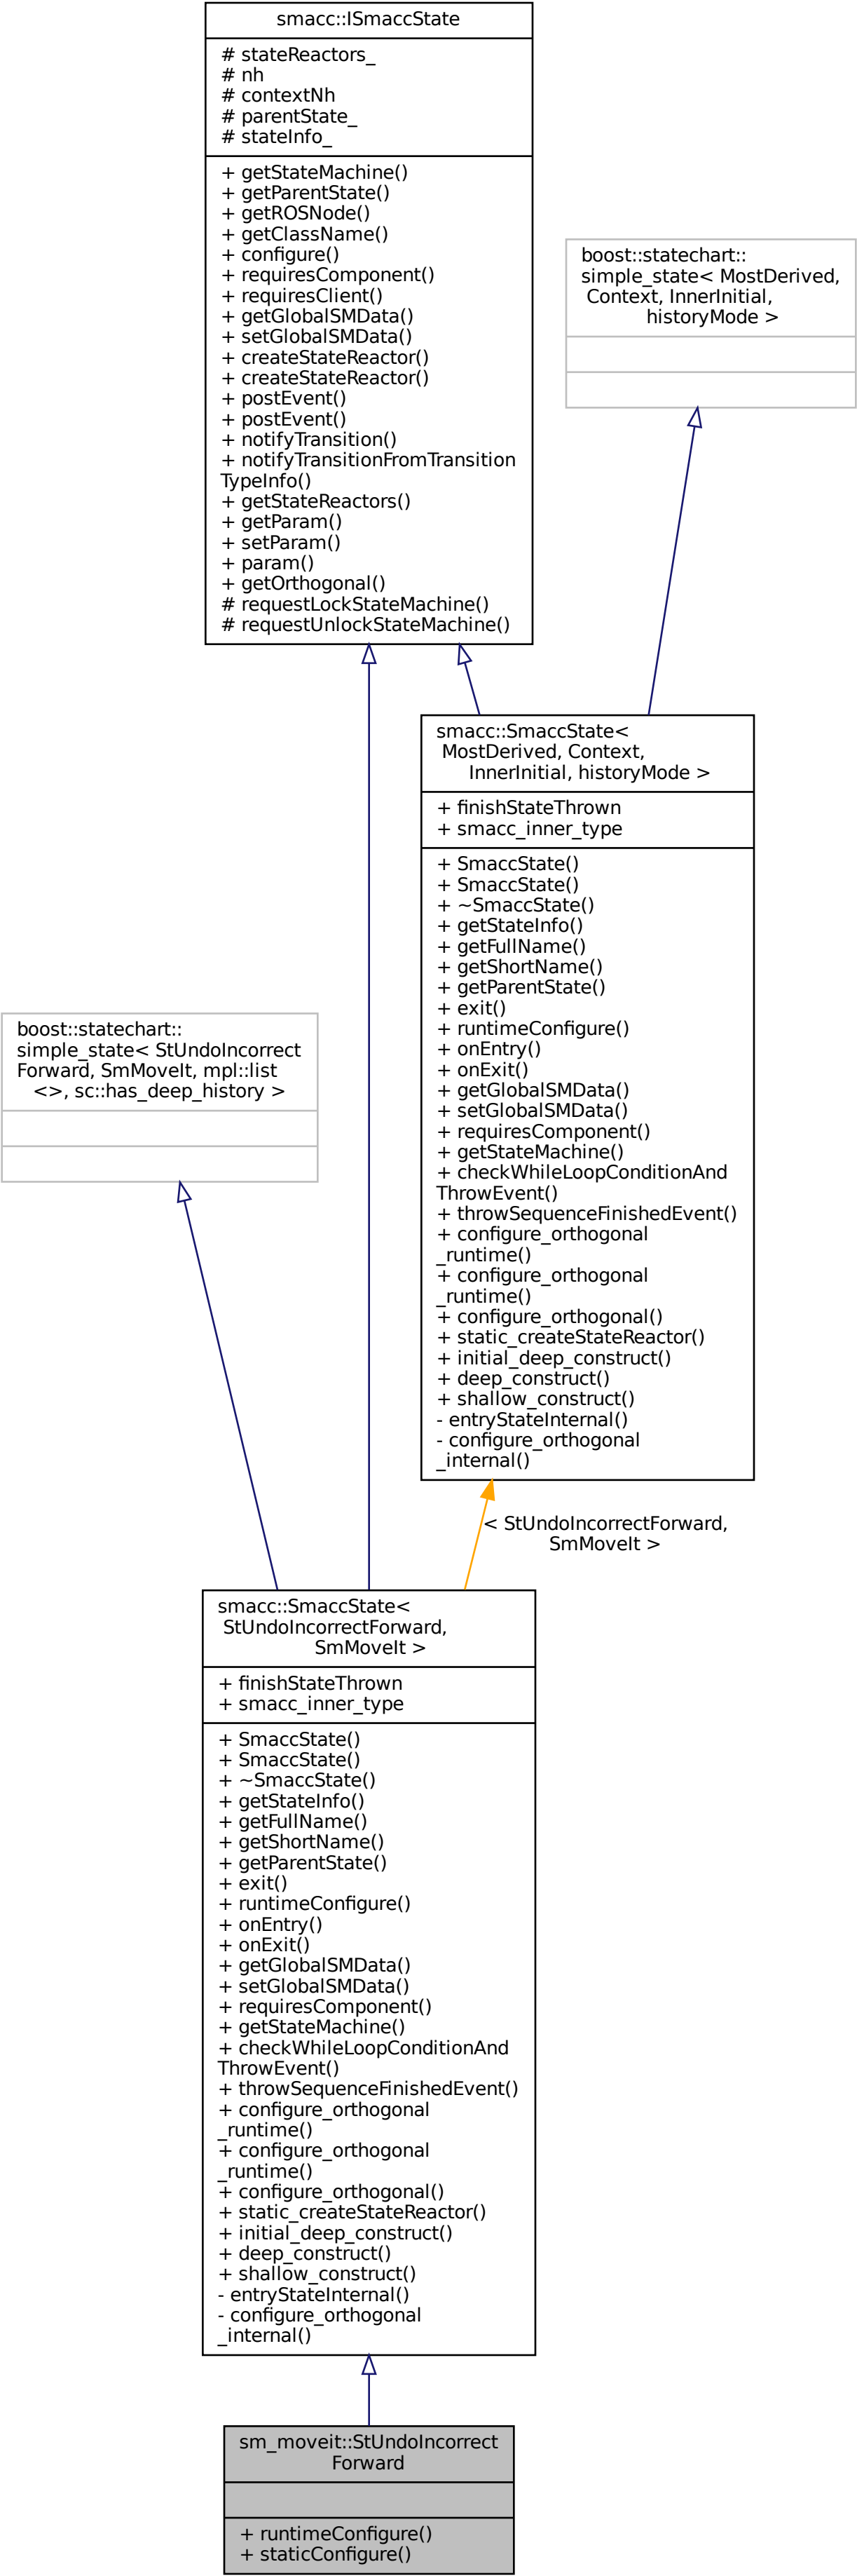 smacc::ISmaccState
# stateReactors_
# nh
# contextNh
# parentState_
# stateInfo_
+ getStateMachine()
+ getParentState()
+ getROSNode()
+ getClassName()
+ configure()
+ requiresComponent()
+ requiresClient()
+ getGlobalSMData()
+ setGlobalSMData()
+ createStateReactor()
+ createStateReactor()
+ postEvent()
+ postEvent()
+ notifyTransition()
+ notifyTransitionFromTransition
TypeInfo()
+ getStateReactors()
+ getParam()
+ setParam()
+ param()
+ getOrthogonal()
# requestLockStateMachine()
# requestUnlockStateMachine()
boost::statechart::
simple_state< MostDerived,
Context, InnerInitial,
historyMode >
smacc::SmaccState<
MostDerived, Context,
InnerInitial, historyMode >
+ finishStateThrown
+ smacc_inner_type
+ SmaccState()
+ SmaccState()
+ ~SmaccState()
+ getStateInfo()
+ getFullName()
+ getShortName()
+ getParentState()
+ exit()
+ runtimeConfigure()
+ onEntry()
+ onExit()
+ getGlobalSMData()
+ setGlobalSMData()
+ requiresComponent()
+ getStateMachine()
+ checkWhileLoopConditionAnd
ThrowEvent()
+ throwSequenceFinishedEvent()
+ configure_orthogonal
_runtime()
+ configure_orthogonal
_runtime()
+ configure_orthogonal()
+ static_createStateReactor()
+ initial_deep_construct()
+ deep_construct()
+ shallow_construct()
- entryStateInternal()
- configure_orthogonal
_internal()
boost::statechart::
simple_state< StUndoIncorrect
Forward, SmMoveIt, mpl::list
<>, sc::has_deep_history >
< StUndoIncorrectForward,
SmMoveIt >
smacc::SmaccState<
StUndoIncorrectForward,
SmMoveIt >
+ finishStateThrown
+ smacc_inner_type
+ SmaccState()
+ SmaccState()
+ ~SmaccState()
+ getStateInfo()
+ getFullName()
+ getShortName()
+ getParentState()
+ exit()
+ runtimeConfigure()
+ onEntry()
+ onExit()
+ getGlobalSMData()
+ setGlobalSMData()
+ requiresComponent()
+ getStateMachine()
+ checkWhileLoopConditionAnd
ThrowEvent()
+ throwSequenceFinishedEvent()
+ configure_orthogonal
_runtime()
+ configure_orthogonal
_runtime()
+ configure_orthogonal()
+ static_createStateReactor()
+ initial_deep_construct()
+ deep_construct()
+ shallow_construct()
- entryStateInternal()
- configure_orthogonal
_internal()
sm_moveit::StUndoIncorrect
Forward
+ runtimeConfigure()
+ staticConfigure()